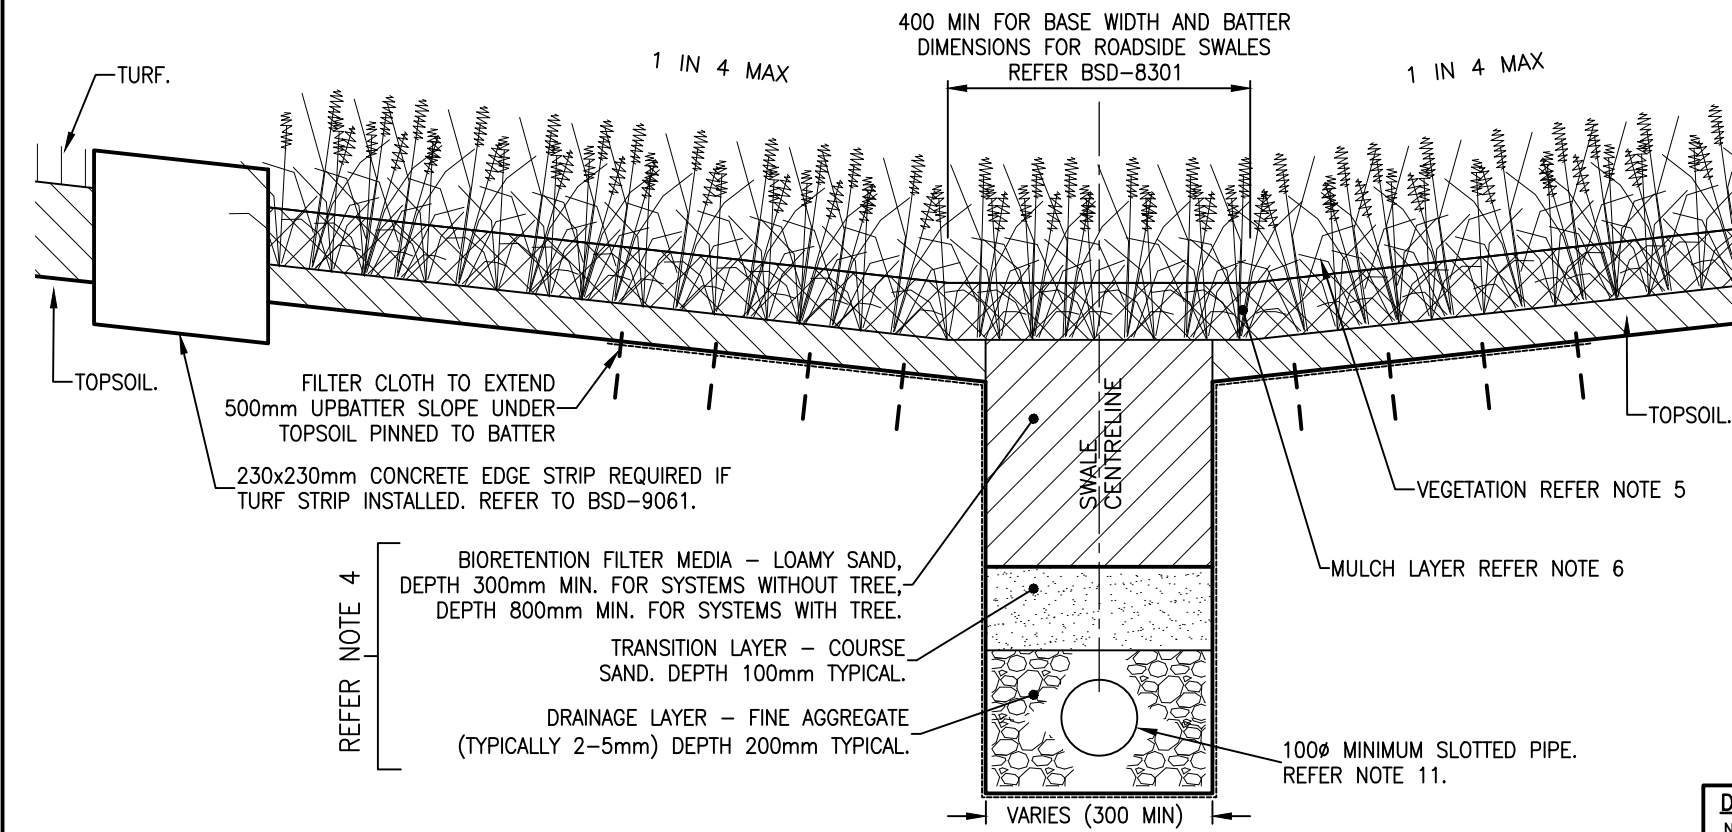 400 MIN FOR BASE WIDTH AND BATTER
DIMENSIONS FOR ROADSIDE SWALES
REFER BSD-8301
1 IN 4 MAX
1 IN 4 MAX
TURF.
TOPSOIL.
FILTER CLOTH TO EXTEND
500mm UPBATTER SLOPE UNDER
TOPSOIL PINNED TO BATTER
230x230mm CONCRETE EDGE STRIP REQUIRED IF
TURF STRIP INSTALLED. REFER TO BSD-9061.
SWALE
CENTRELINE
TOPSOIL.
VEGETATION REFER NOTE 5
MULCH LAYER REFER NOTE 6
REFER NOTE 4
BIORETENTION FILTER MEDIA – LOAMY SAND,
DEPTH 300mm MIN. FOR SYSTEMS WITHOUT TREE,
DEPTH 800mm MIN. FOR SYSTEMS WITH TREE.
TRANSITION LAYER – COURSE
SAND. DEPTH 100mm TYPICAL.
DRAINAGE LAYER – FINE AGGREGATE
(TYPICALLY 2-5mm) DEPTH 200mm TYPICAL.
100ø MINIMUM SLOTTED PIPE.
REFER NOTE 11.
VARIES (300 MIN)